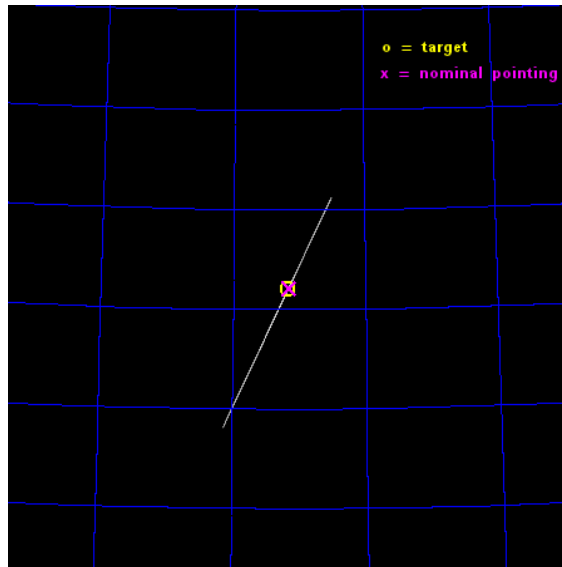 o = target
x = nominal pointing